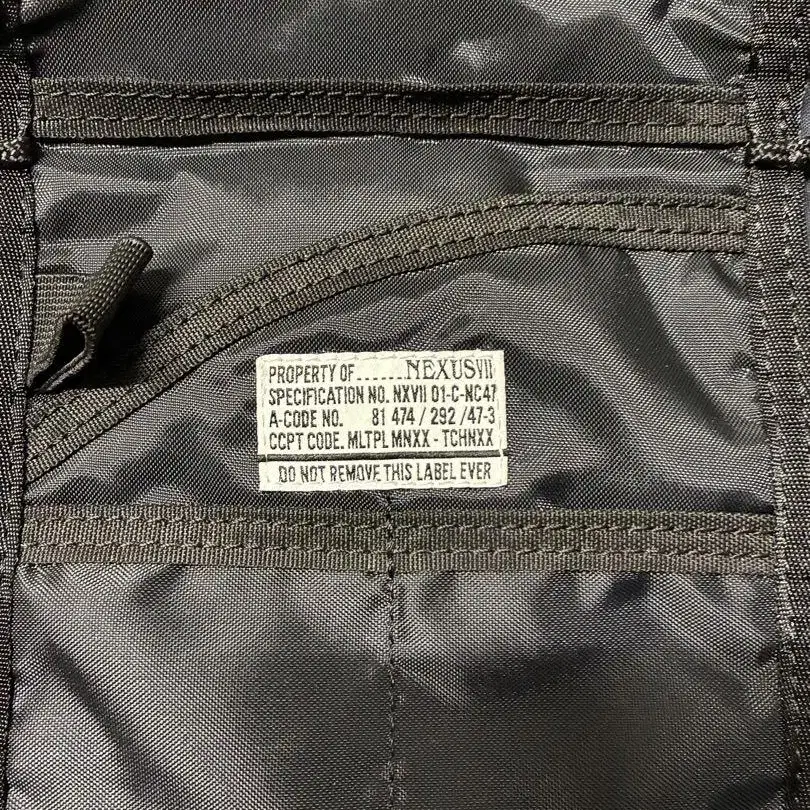 PROPERTY OF......NEXUSVII
SPECIFICATION NO. NXVII 01-C-NC47
A-CODE NO. 81 474 / 292 /47-3
CCPT CODE. MLTPL MNXX - TCHNXX
DO NOT REMOVE THIS LABEL EVER